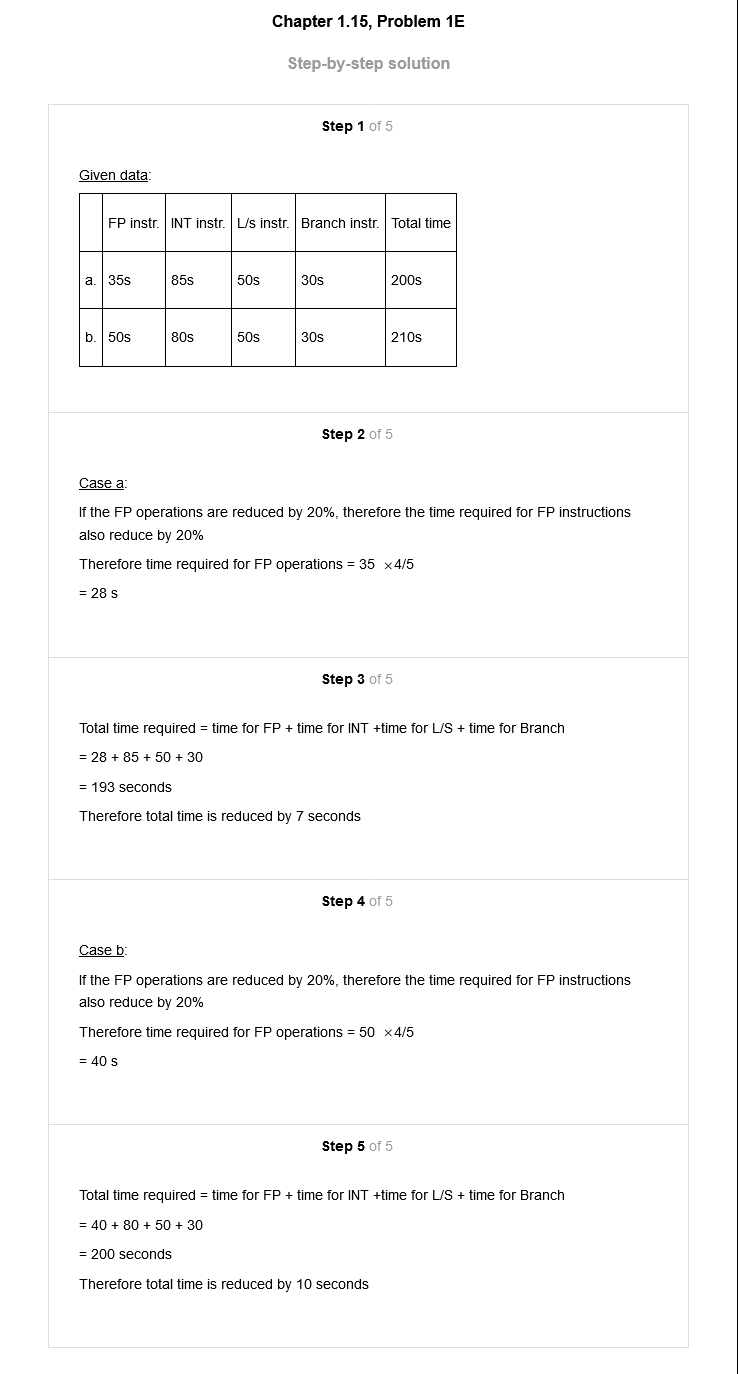 Chapter 1.15, Problem 1E
Step-by-step solution
Step 1 of 5
Given data:
FP instr. INT instr. L/s instr. Branch instr. Total time
a. 35s 85s 50s 30s 200s
b. 50s 80s 50s 30s 210s
Step 2 of 5
Case a:
If the FP operations are reduced by 20%, therefore the time required for FP instructions
also reduce by 20%
Therefore time required for FP operations = 35 ×4/5
= 28 s
Step 3 of 5
Total time required = time for FP + time for INT +time for L/S + time for Branch
= 28 + 85 + 50 + 30
= 193 seconds
Therefore total time is reduced by 7 seconds
Step 4 of 5
Case b:
If the FP operations are reduced by 20%, therefore the time required for FP instructions
also reduce by 20%
Therefore time required for FP operations = 50 ×4/5
= 40 s
Step 5 of 5
Total time required = time for FP + time for INT +time for L/S + time for Branch
= 40 + 80 + 50 + 30
= 200 seconds
Therefore total time is reduced by 10 seconds